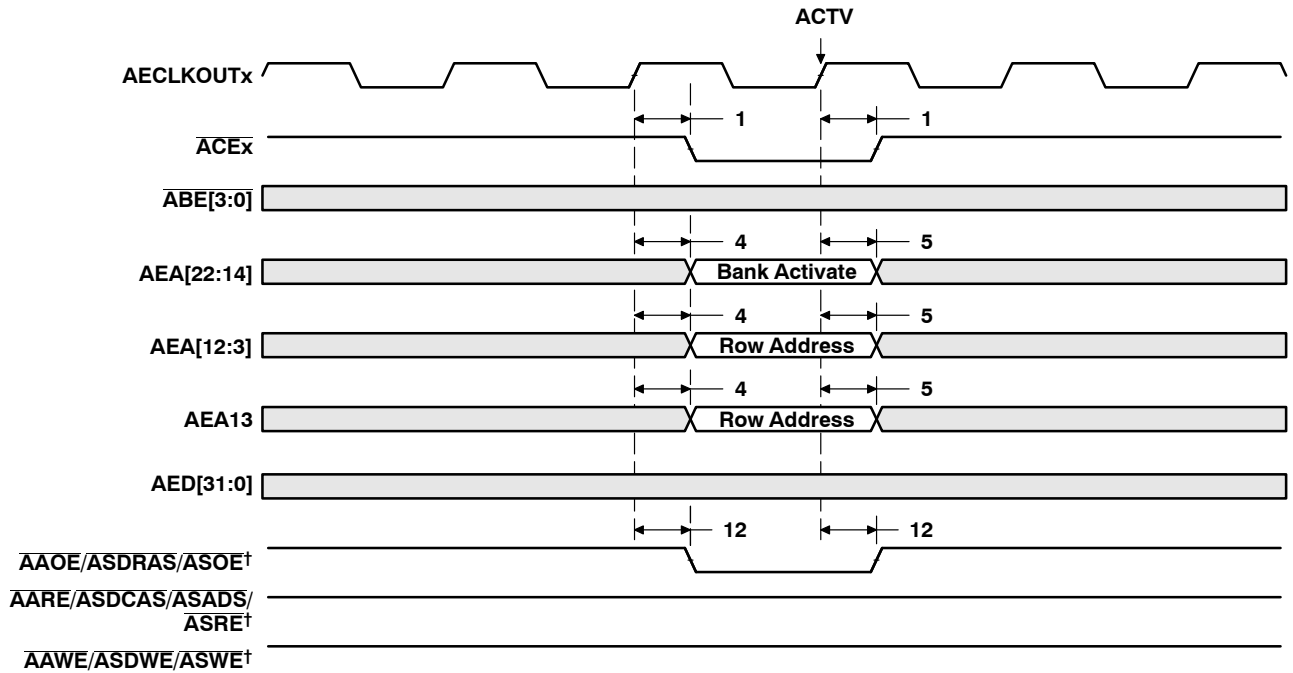 ACTV
AECLKOUTx
1 1
ACEx
ABE[3:0]
4 5
AEA[22:14] Bank Activate
4 5
AEA[12:3] Row Address
4 5
AEA13 Row Address
AED[31:0]
12 12
AAOE/ASDRAS/ASOE†
AARE/ASDCAS/ASADS/
ASRE†
AAWE/ASDWE/ASWE†